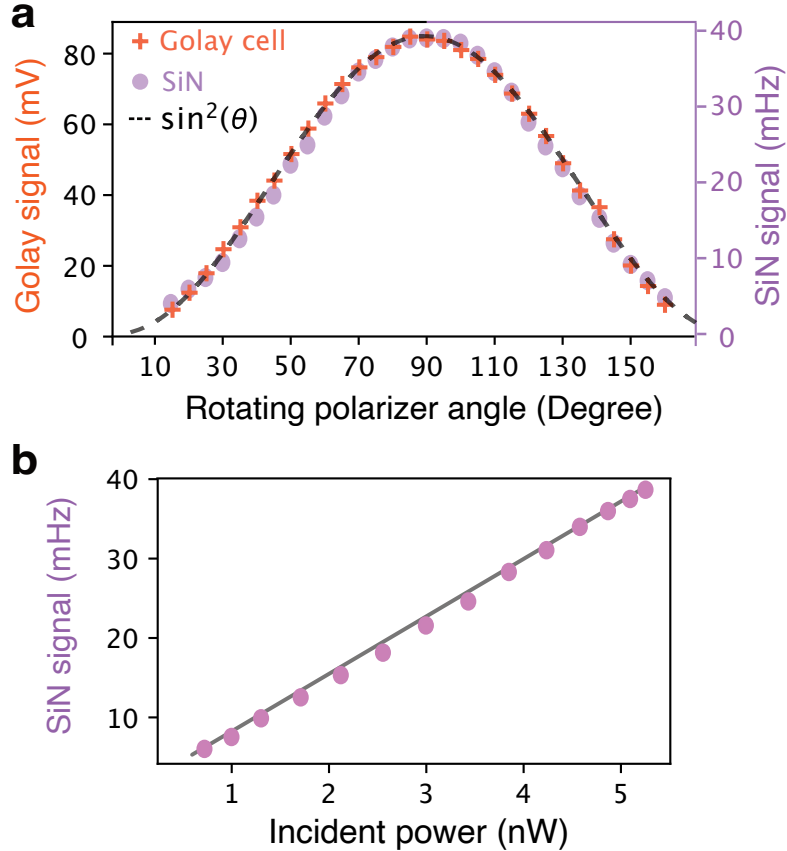 a
Golay cell
SiN
sin²(θ)
Golay signal (mV)
80
60
40
20
0
SiN signal (mHz)
40
30
20
10
0
10 30 50 70 90 110 130 150
Rotating polarizer angle (Degree)
b
SiN signal (mHz)
40
30
20
10
1 2 3 4 5
Incident power (nW)